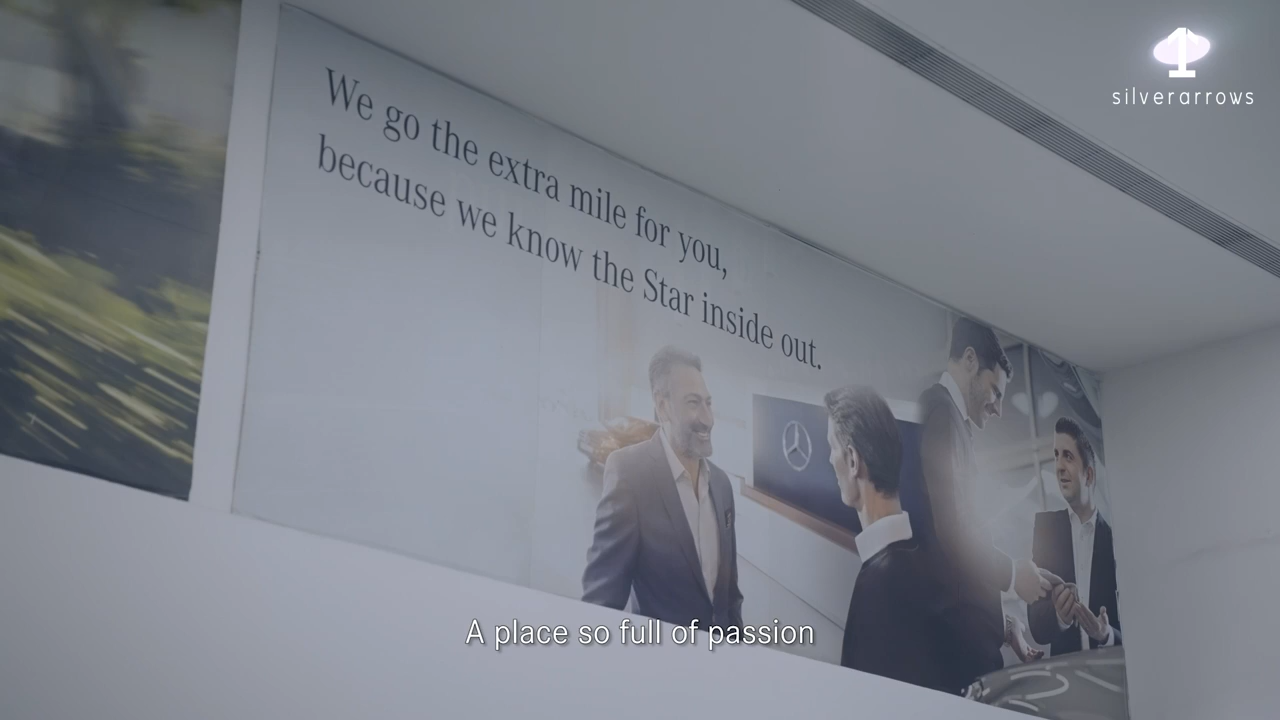 silverarrows
We go the extra mile for you,
because we know the Star inside out.
A place so full of passion